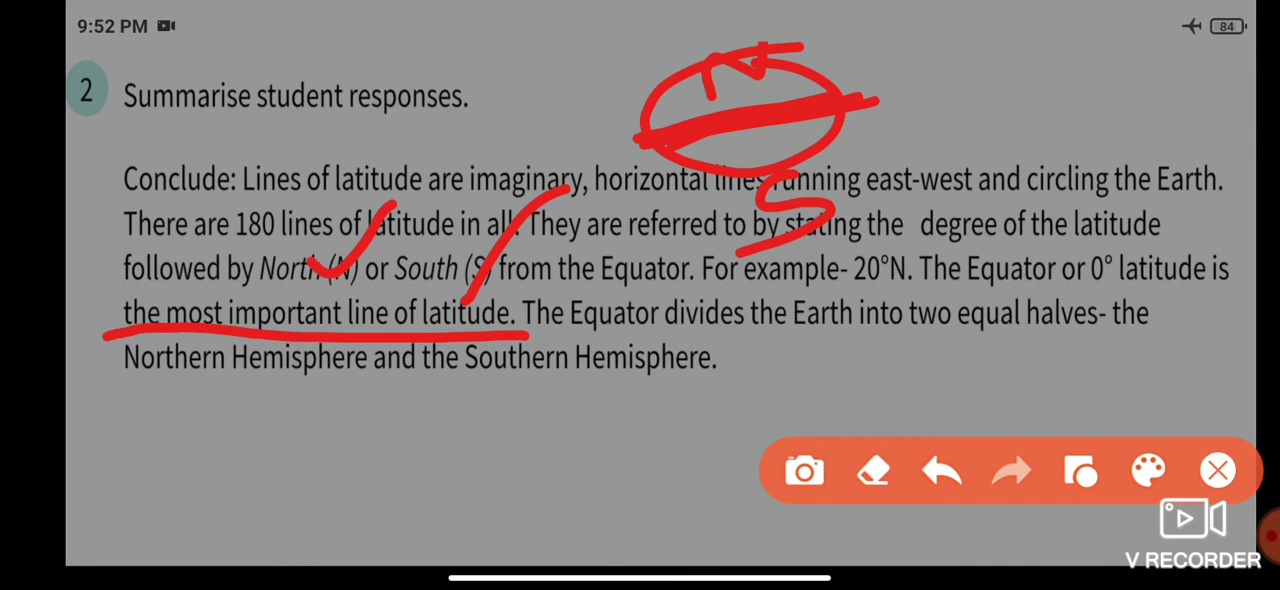 9:52 PM
84
2
Summarise student responses.
N
Conclude: Lines of latitude are imaginary, horizontal lines running east-west and circling the Earth.
There are 180 lines of latitude in all. They are referred to by stating the degree of the latitude
S
followed by North (N) or South (S) from the Equator. For example- 20°N. The Equator or 0° latitude is
the most important line of latitude. The Equator divides the Earth into two equal halves- the
Northern Hemisphere and the Southern Hemisphere.
V RECORDER